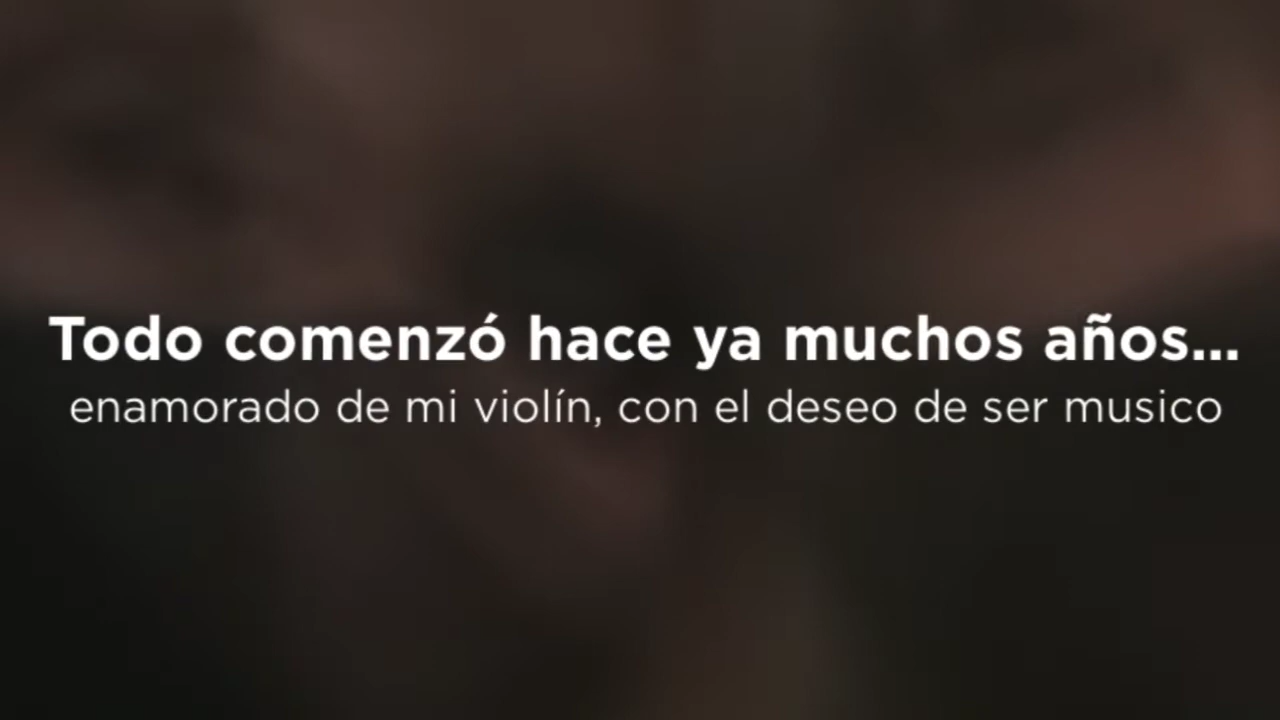 Todo comenzó hace ya muchos años...
enamorado de mi violín, con el deseo de ser musico